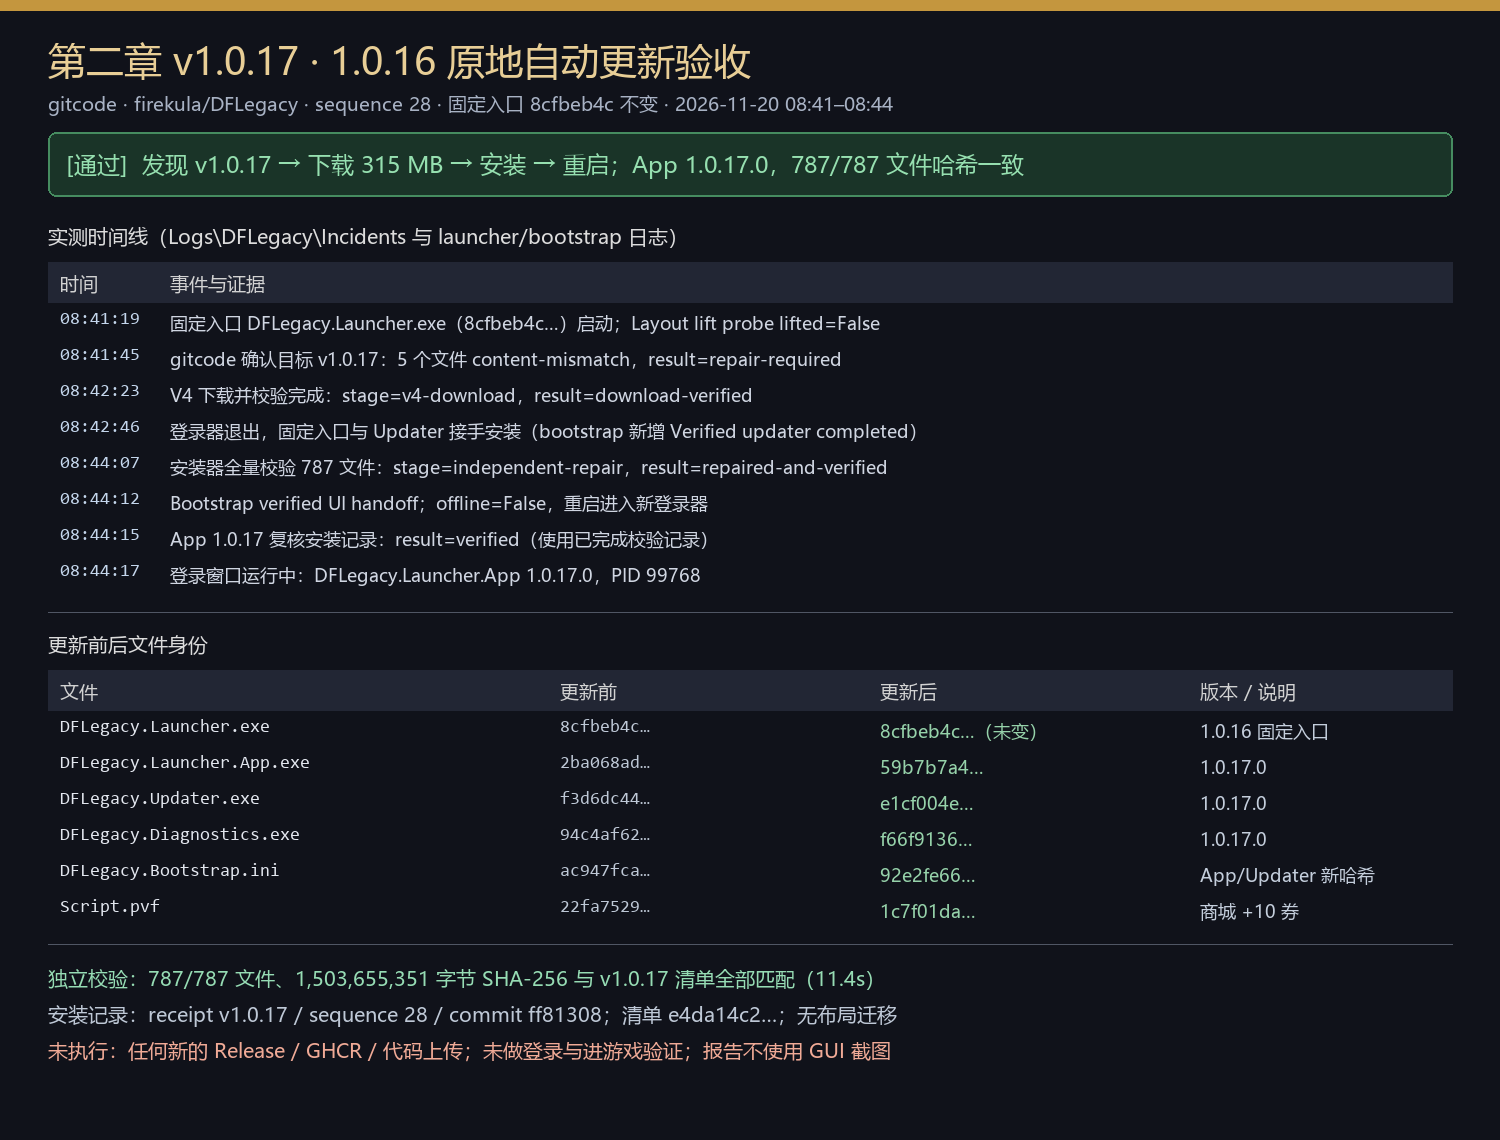 第二章 v1.0.17 · 1.0.16 原地自动更新验收
gitcode · firekula/DFLegacy · sequence 28 · 固定入口 8cfbeb4c 不变 · 2026-11-20 08:41–08:44
[通过] 发现 v1.0.17 → 下载 315 MB → 安装 → 重启；App 1.0.17.0，787/787 文件哈希一致
实测时间线（Logs\DFLegacy\Incidents 与 launcher/bootstrap 日志）
时间 事件与证据
08:41:19 固定入口 DFLegacy.Launcher.exe（8cfbeb4c…）启动；Layout lift probe lifted=False
08:41:45 gitcode 确认目标 v1.0.17：5 个文件 content-mismatch，result=repair-required
08:42:23 V4 下载并校验完成：stage=v4-download，result=download-verified
08:42:46 登录器退出，固定入口与 Updater 接手安装（bootstrap 新增 Verified updater completed）
08:44:07 安装器全量校验 787 文件：stage=independent-repair，result=repaired-and-verified
08:44:12 Bootstrap verified UI handoff；offline=False，重启进入新登录器
08:44:15 App 1.0.17 复核安装记录：result=verified（使用已完成校验记录）
08:44:17 登录窗口运行中：DFLegacy.Launcher.App 1.0.17.0，PID 99768
更新前后文件身份
文件 更新前 更新后 版本 / 说明
DFLegacy.Launcher.exe 8cfbeb4c… 8cfbeb4c…（未变） 1.0.16 固定入口
DFLegacy.Launcher.App.exe 2ba068ad… 59b7b7a4… 1.0.17.0
DFLegacy.Updater.exe f3d6dc44… e1cf004e… 1.0.17.0
DFLegacy.Diagnostics.exe 94c4af62… f66f9136… 1.0.17.0
DFLegacy.Bootstrap.ini ac947fca… 92e2fe66… App/Updater 新哈希
Script.pvf 22fa7529… 1c7f01da… 商城 +10 券
独立校验：787/787 文件、1,503,655,351 字节 SHA-256 与 v1.0.17 清单全部匹配（11.4s）
安装记录：receipt v1.0.17 / sequence 28 / commit ff81308；清单 e4da14c2…；无布局迁移
未执行：任何新的 Release / GHCR / 代码上传；未做登录与进游戏验证；报告不使用 GUI 截图